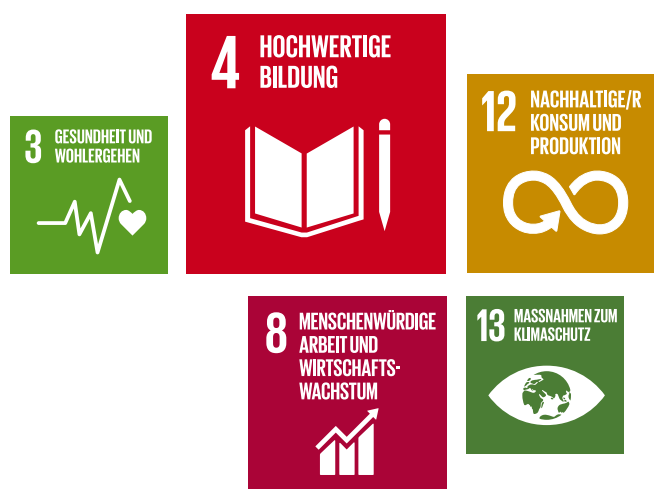 3 GESUNDHEIT UND
WOHLERGEHEN
4 HOCHWERTIGE
BILDUNG
12 NACHHALTIGE/R
KONSUM UND
PRODUKTION
8 MENSCHENWÜRDIGE
ARBEIT UND
WIRTSCHAFTS-
WACHSTUM
13 MASSNAHMEN ZUM
KLIMASCHUTZ